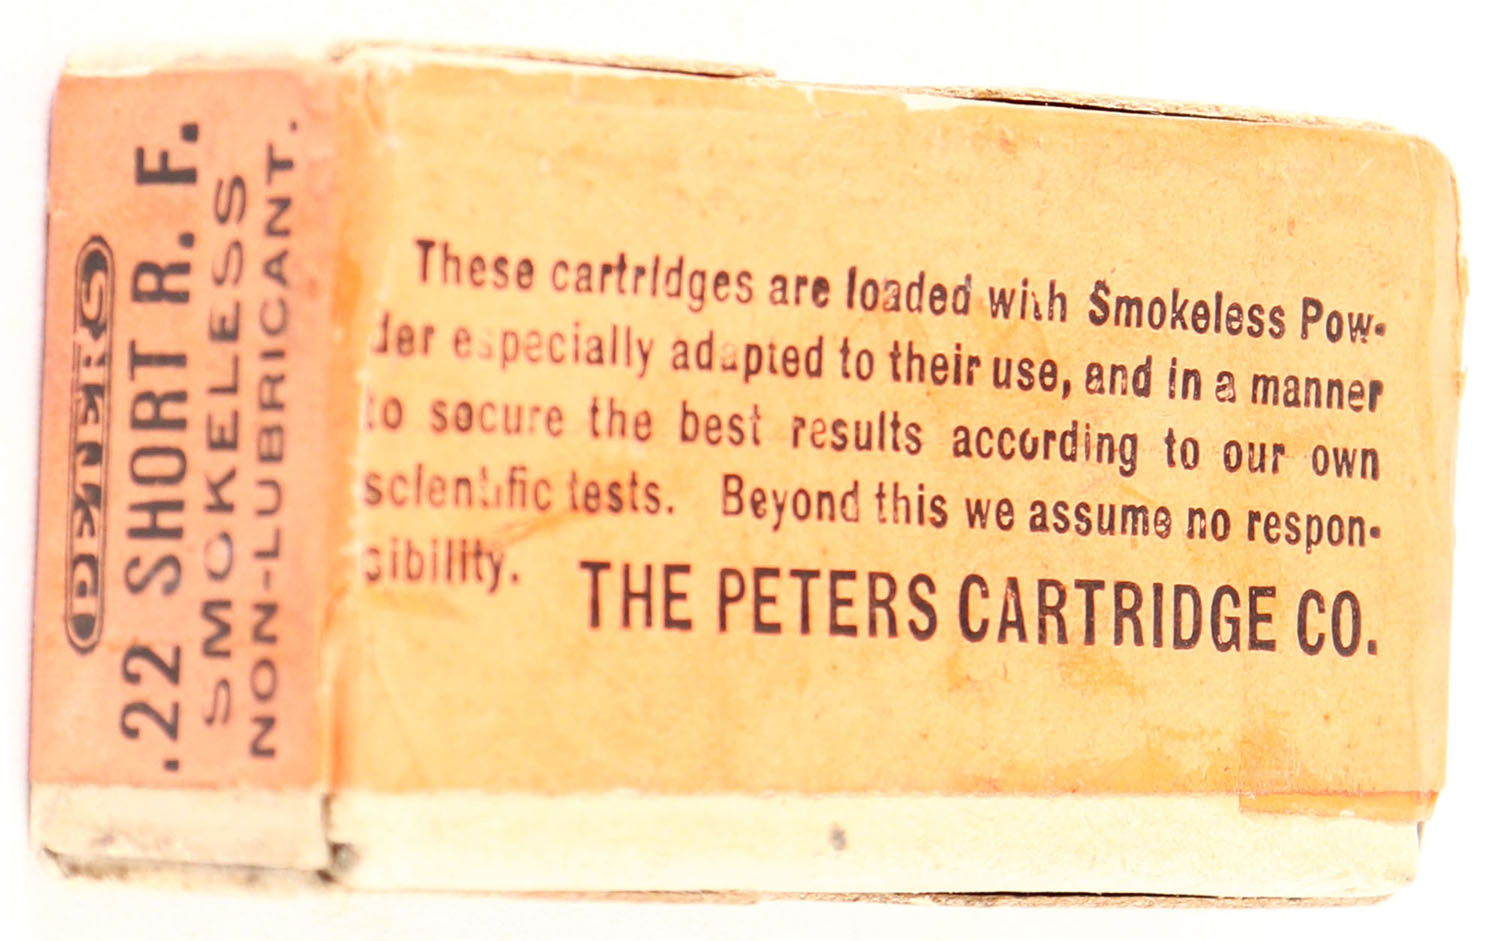 PETERS
.22 SHORT R. F.
SMOKELESS
NON-LUBRICANT.
These cartridges are loaded with Smokeless Pow-
der especially adapted to their use, and in a manner
to secure the best results according to our own
scientific tests. Beyond this we assume no respon-
sibility.
THE PETERS CARTRIDGE CO.